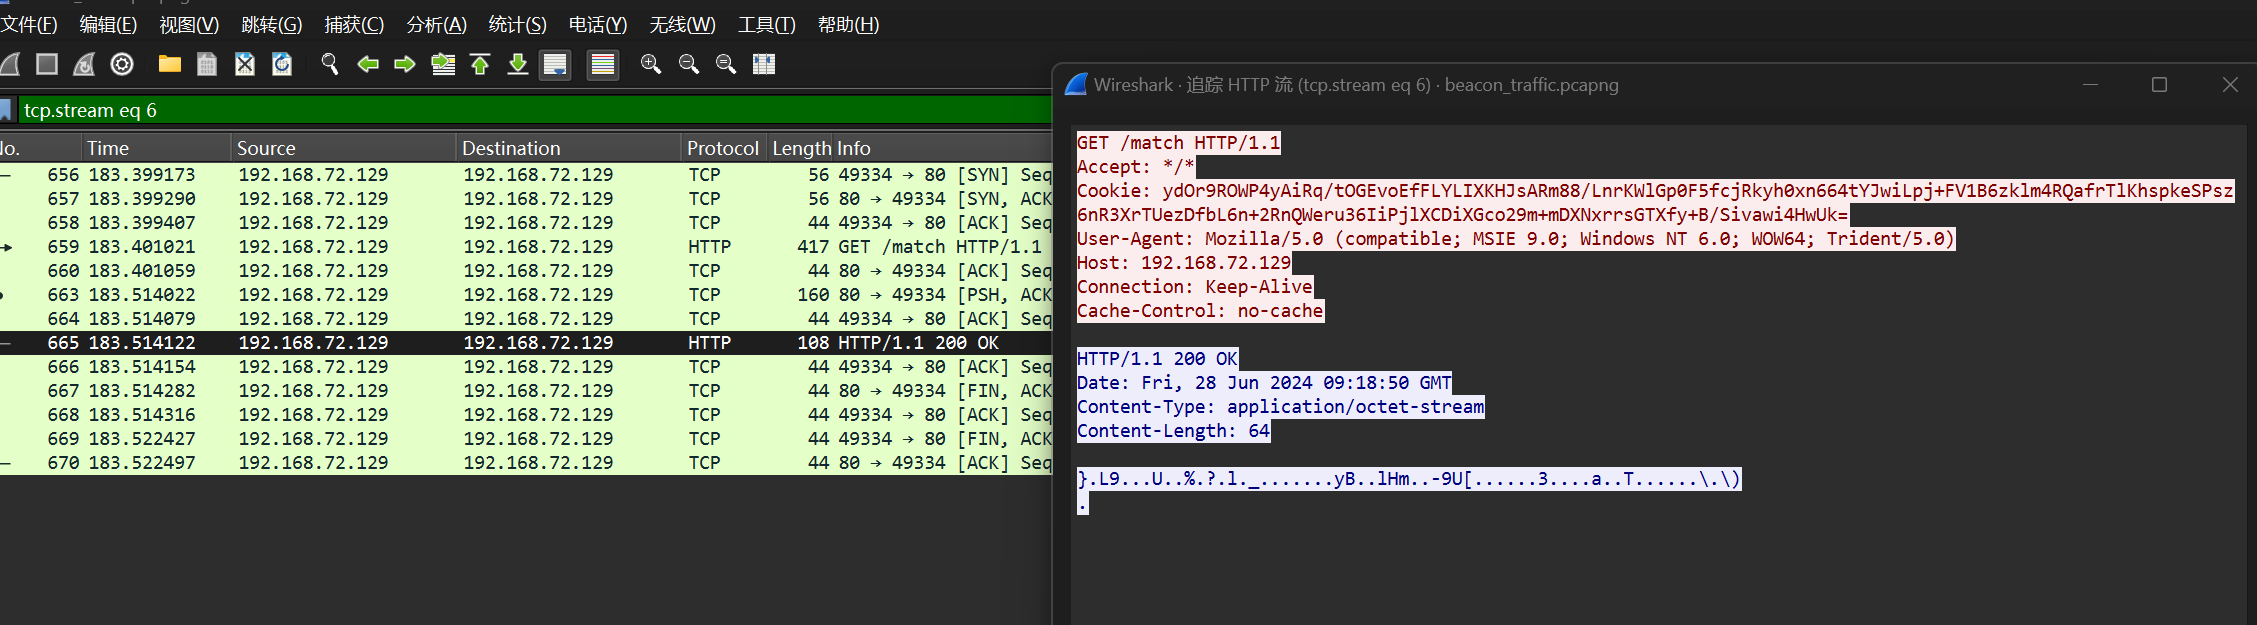 文件(F) 编辑(E) 视图(V) 跳转(G) 捕获(C) 分析(A) 统计(S) 电话(Y) 无线(W) 工具(T) 帮助(H)
tcp.stream eq 6
No. Time Source Destination Protocol Length Info
656 183.399173 192.168.72.129 192.168.72.129 TCP 56 49334 → 80 [SYN] Seq
657 183.399290 192.168.72.129 192.168.72.129 TCP 56 80 → 49334 [SYN, ACK
658 183.399407 192.168.72.129 192.168.72.129 TCP 44 49334 → 80 [ACK] Seq
659 183.401021 192.168.72.129 192.168.72.129 HTTP 417 GET /match HTTP/1.1
660 183.401059 192.168.72.129 192.168.72.129 TCP 44 80 → 49334 [ACK] Seq
663 183.514022 192.168.72.129 192.168.72.129 TCP 160 80 → 49334 [PSH, ACK
664 183.514079 192.168.72.129 192.168.72.129 TCP 44 49334 → 80 [ACK] Seq
665 183.514122 192.168.72.129 192.168.72.129 HTTP 108 HTTP/1.1 200 OK
666 183.514154 192.168.72.129 192.168.72.129 TCP 44 49334 → 80 [ACK] Seq
667 183.514282 192.168.72.129 192.168.72.129 TCP 44 80 → 49334 [FIN, ACK
668 183.514316 192.168.72.129 192.168.72.129 TCP 44 49334 → 80 [ACK] Seq
669 183.522427 192.168.72.129 192.168.72.129 TCP 44 49334 → 80 [FIN, ACK
670 183.522497 192.168.72.129 192.168.72.129 TCP 44 80 → 49334 [ACK] Seq
Wireshark · 追踪 HTTP 流 (tcp.stream eq 6) · beacon_traffic.pcapng
GET /match HTTP/1.1
Accept: */*
Cookie: ydOr9ROWP4yAiRq/tOGEvoEfFLYLIXKHJsARm88/LnrKWlGp0F5fcjRkyh0xn664tYJwiLpj+FV1B6zklm4RQafrTlKhspkeSPsz
6nR3XrTUezDfbL6n+2RnQWeru36IiPjlXCDiXGco29m+mDXNxrrsGTXfy+B/Sivawi4HwUk=
User-Agent: Mozilla/5.0 (compatible; MSIE 9.0; Windows NT 6.0; WOW64; Trident/5.0)
Host: 192.168.72.129
Connection: Keep-Alive
Cache-Control: no-cache
HTTP/1.1 200 OK
Date: Fri, 28 Jun 2024 09:18:50 GMT
Content-Type: application/octet-stream
Content-Length: 64
}.L9...U..%.?.l._.......yB..lHm..-9U[......3....a..T......\.\)
.